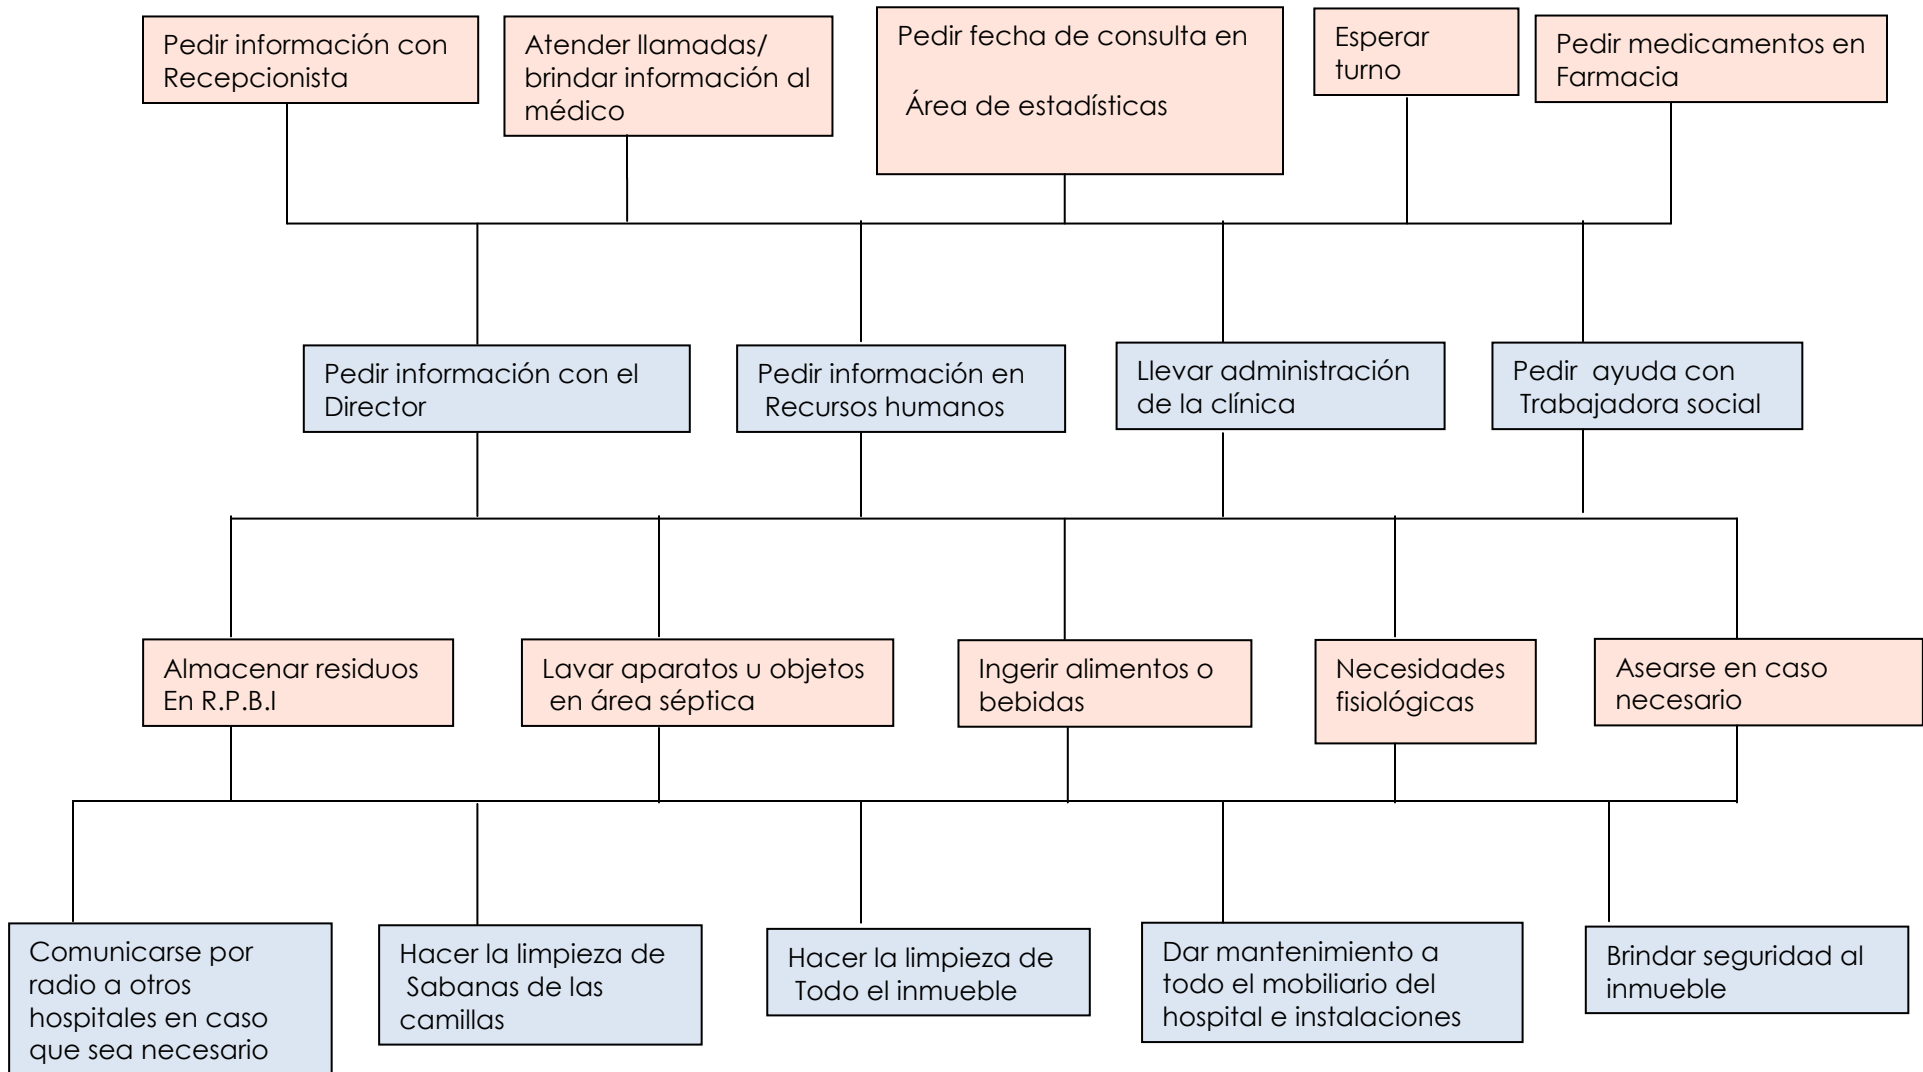 Pedir información con
Recepcionista
Atender llamadas/
brindar información al
médico
Pedir fecha de consulta en
Área de estadísticas
Esperar
turno
Pedir medicamentos en
Farmacia
Pedir información con el
Director
Pedir información en
Recursos humanos
Llevar administración
de la clínica
Pedir ayuda con
Trabajadora social
Almacenar residuos
En R.P.B.I
Lavar aparatos u objetos
en área séptica
Ingerir alimentos o
bebidas
Necesidades
fisiológicas
Asearse en caso
necesario
Comunicarse por
radio a otros
hospitales en caso
que sea necesario
Hacer la limpieza de
Sabanas de las
camillas
Hacer la limpieza de
Todo el inmueble
Dar mantenimiento a
todo el mobiliario del
hospital e instalaciones
Brindar seguridad al
inmueble